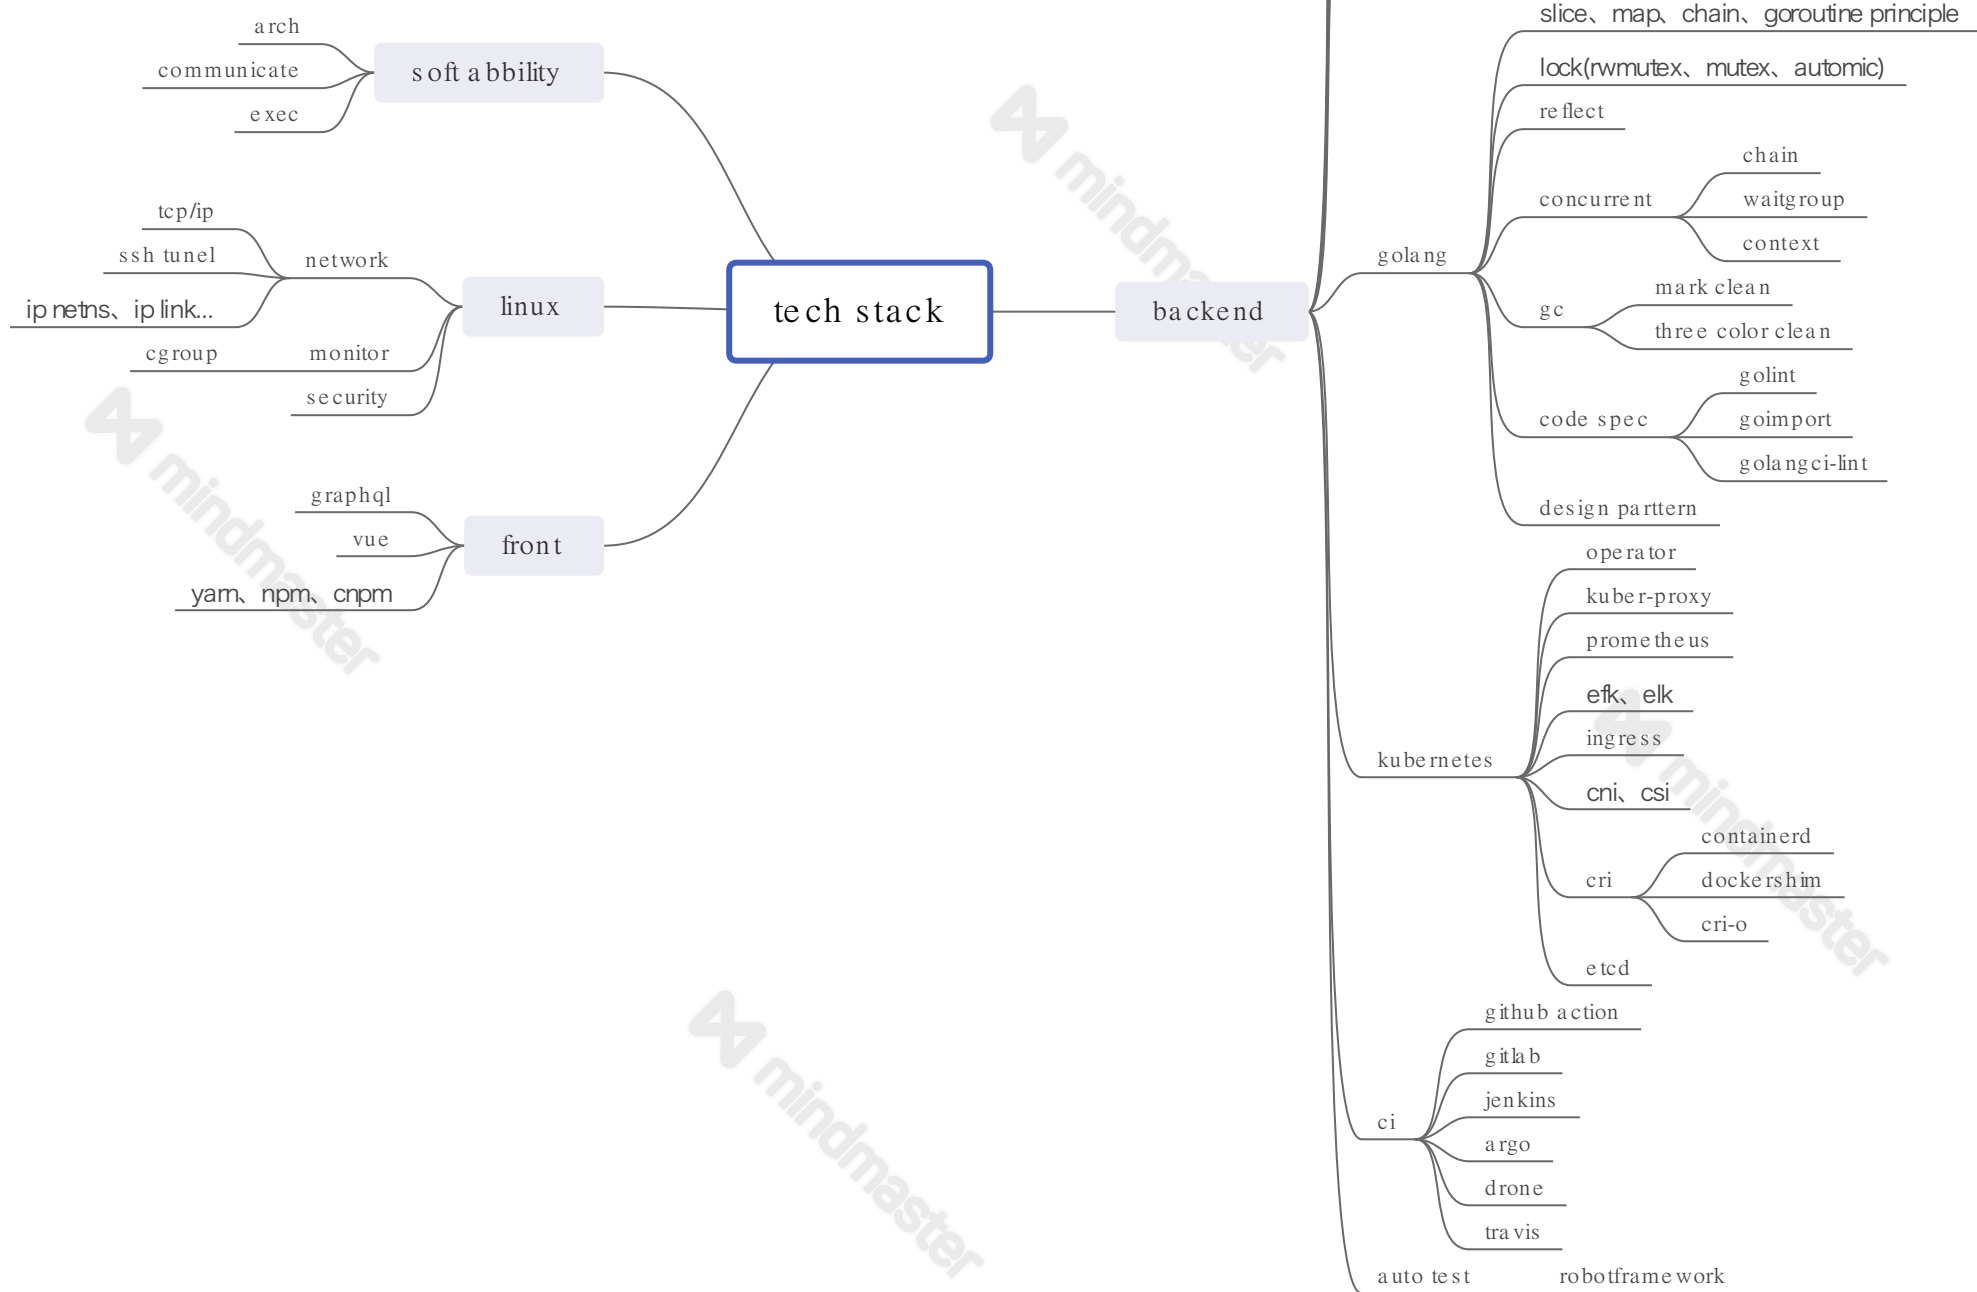 arch
communicate
exec
soft abbility
tcp/ip
ssh tunel
ip netns、ip link...
network
cgroup
monitor
security
linux
graphql
vue
yarn、npm、cnpm
front
tech stack
backend
golang
slice、map、chain、goroutine principle
lock(rwmutex、mutex、automic)
reflect
concurrent
chain
waitgroup
context
gc
mark clean
three color clean
code spec
golint
goimport
golangci-lint
design parttern
kubernetes
operator
kuber-proxy
prometheus
efk、elk
ingress
cni、csi
cri
containerd
dockershim
cri-o
etcd
ci
github action
gitlab
jenkins
argo
drone
travis
auto test
robotframework
mindmaster
mindmaster
mindmaster
mindmaster